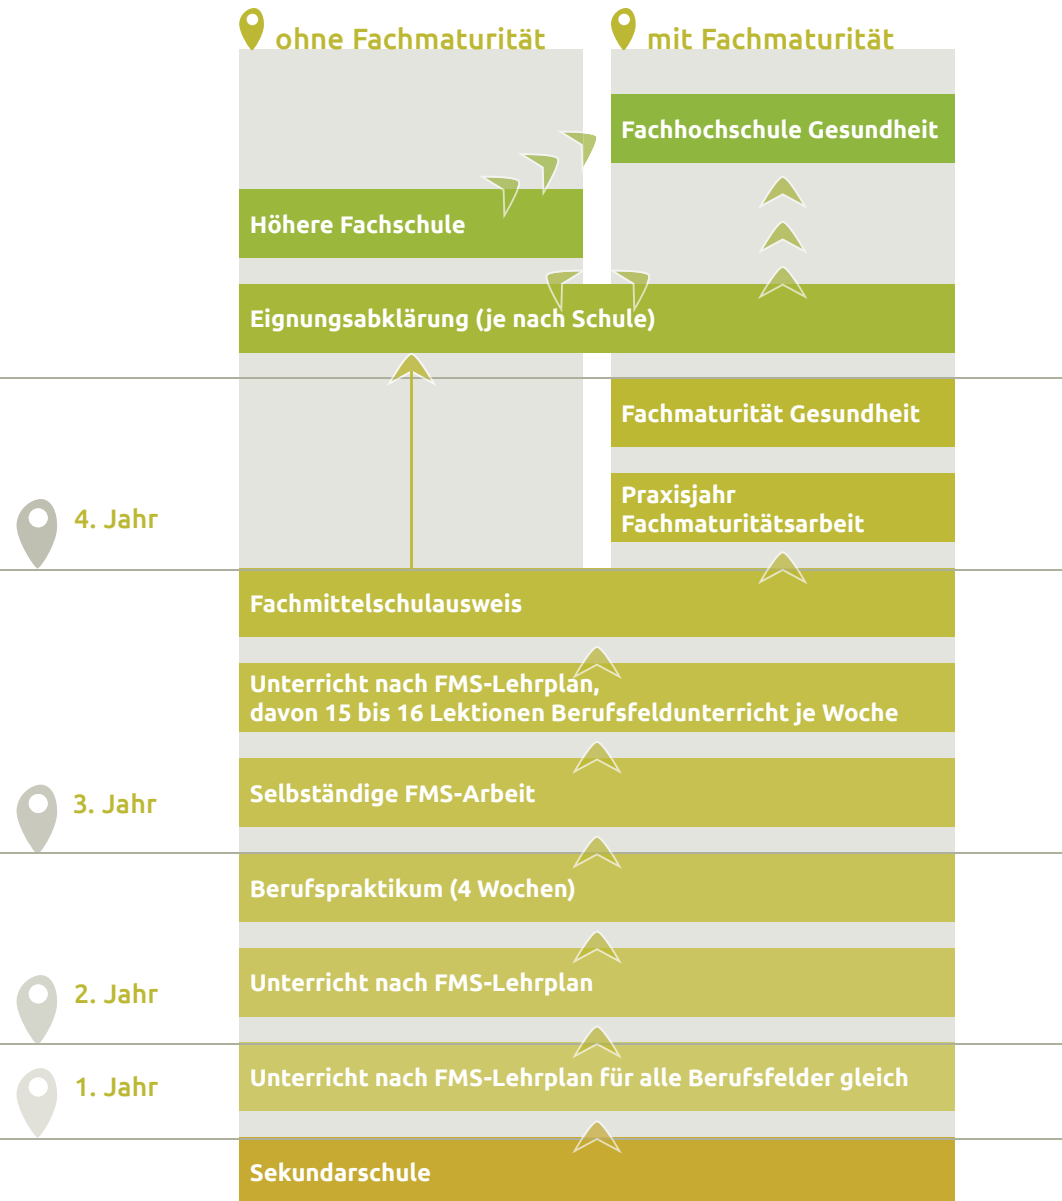 ohne Fachmaturität
mit Fachmaturität
Fachhochschule Gesundheit
Höhere Fachschule
Eignungsabklärung (je nach Schule)
Fachmaturität Gesundheit
Praxisjahr
Fachmaturitätsarbeit
4. Jahr
Fachmittelschulausweis
Unterricht nach FMS-Lehrplan,
davon 15 bis 16 Lektionen Berufsfeldunterricht je Woche
Selbständige FMS-Arbeit
3. Jahr
Berufspraktikum (4 Wochen)
Unterricht nach FMS-Lehrplan
2. Jahr
Unterricht nach FMS-Lehrplan für alle Berufsfelder gleich
1. Jahr
Sekundarschule